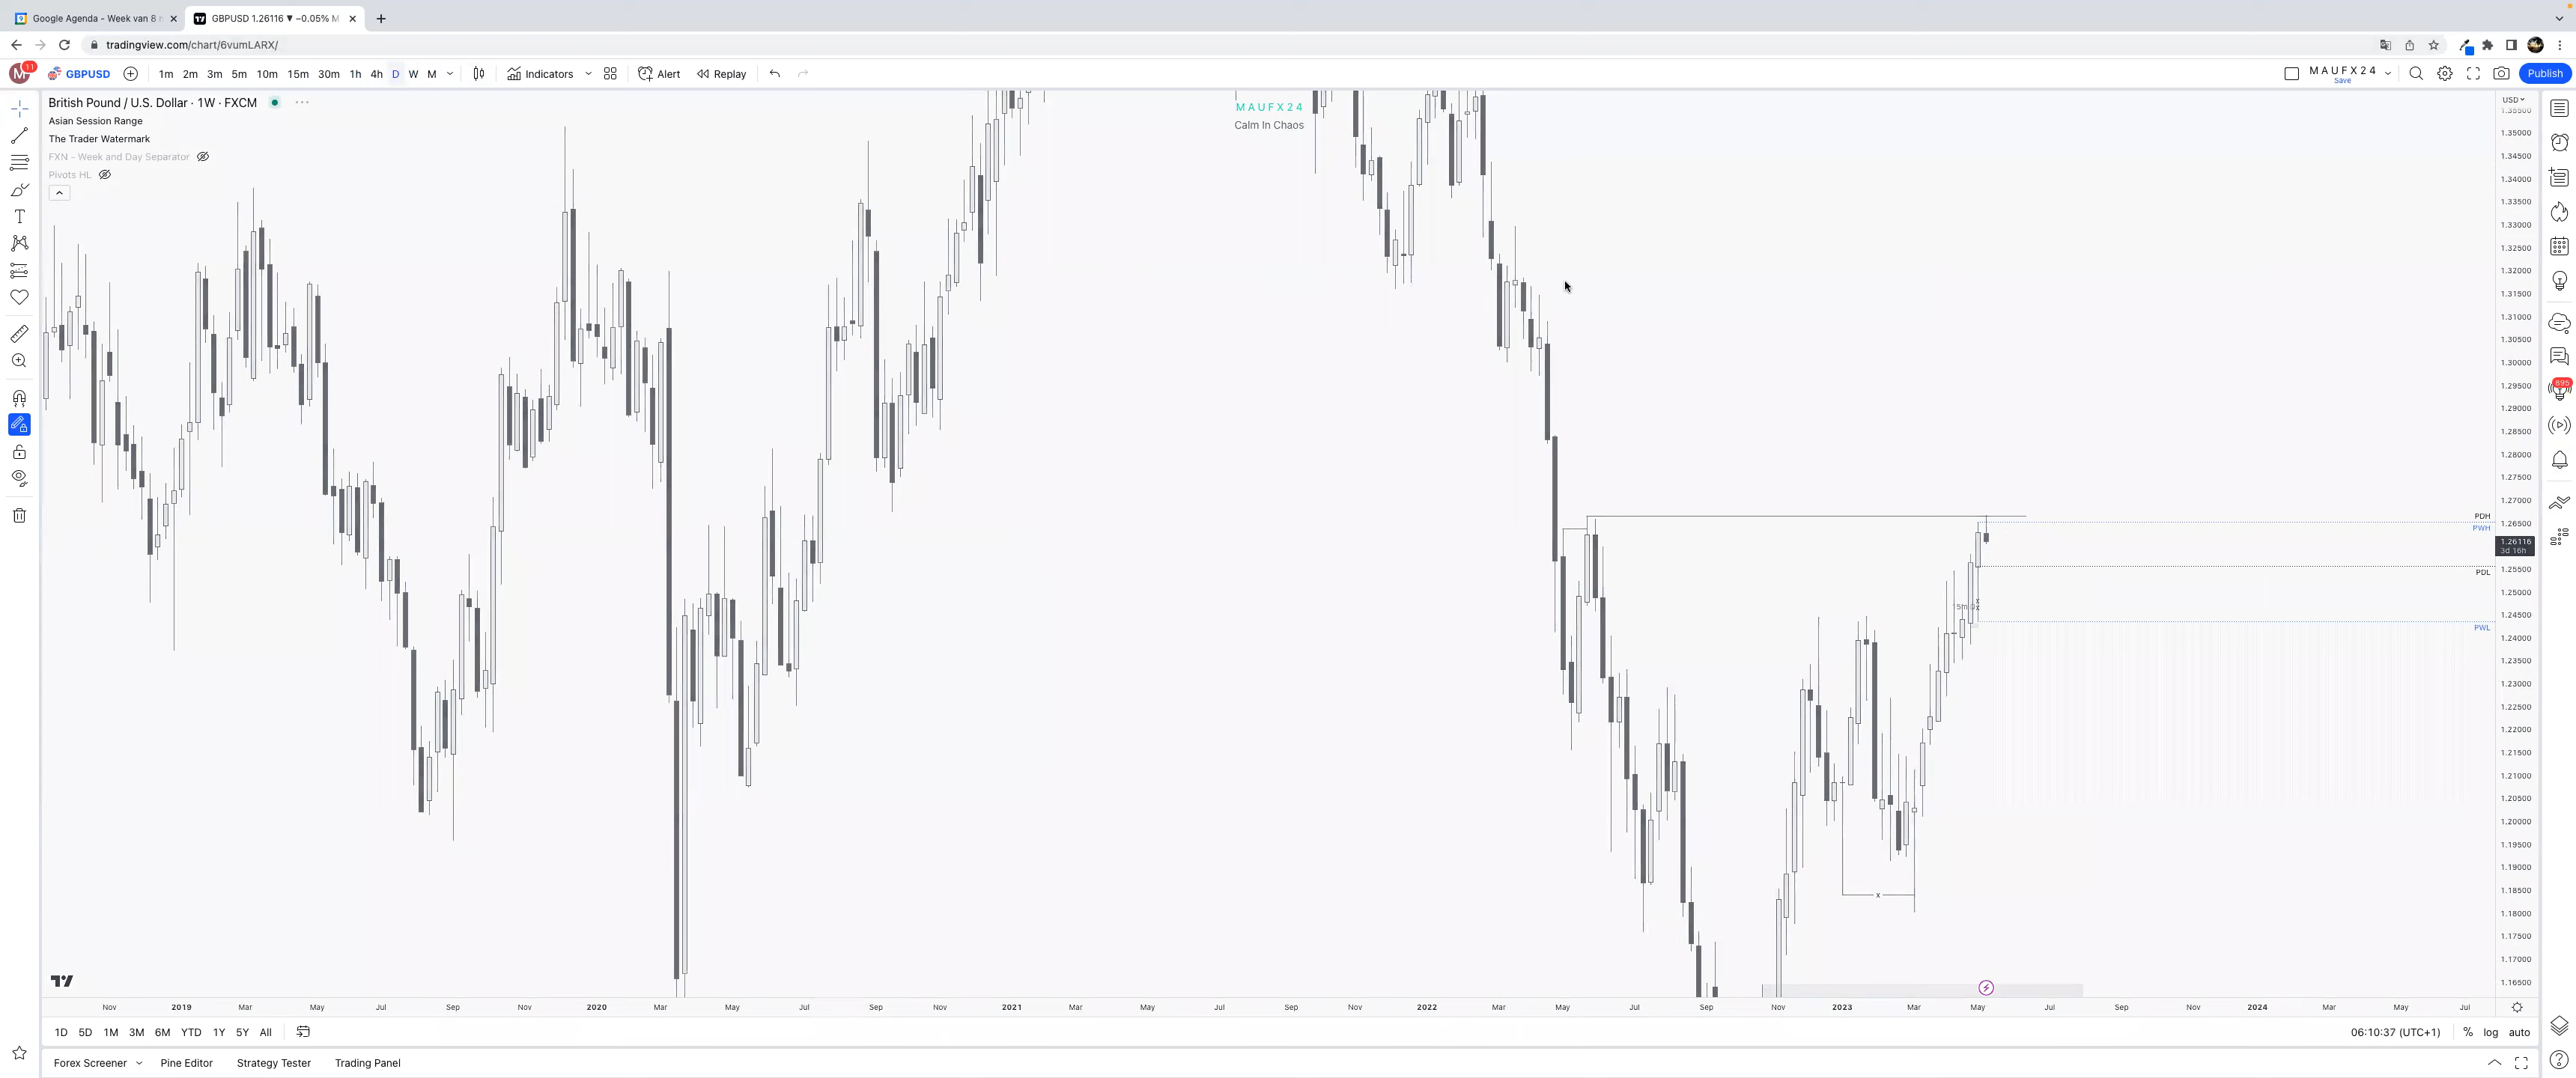 Google Agenda - Week van 8 n
GBPUSD 1.26116 ▼ −0.05% M
tradingview.com/chart/6vumLARX/
M 11 GBPUSD 1m 2m 3m 5m 10m 15m 30m 1h 4h D W M Indicators Alert Replay MAUFX24 Save Publish
British Pound / U.S. Dollar · 1W · FXCM
Asian Session Range
The Trader Watermark
FXN - Week and Day Separator
Pivots HL
MAUFX24
Calm In Chaos
USD
1.35500
1.35000
1.34500
1.34000
1.33500
1.33000
1.32500
1.32000
1.31500
1.31000
1.30500
1.30000
1.29500
1.29000
1.28500
1.28000
1.27500
1.27000
PDH
1.26500
PWH
1.26116
3d 16h
1.25500
PDL
1.25000
1.24500
PWL
1.24000
1.23500
1.23000
1.22500
1.22000
1.21500
1.21000
1.20500
1.20000
1.19500
1.19000
1.18500
1.18000
1.17500
1.17000
1.16500
x
895
Nov 2019 Mar May Jul Sep Nov 2020 Mar May Jul Sep Nov 2021 Mar May Jul Sep Nov 2022 Mar May Jul Sep Nov 2023 Mar May Jul Sep Nov 2024 Mar May Jul
1D 5D 1M 3M 6M YTD 1Y 5Y All 06:10:37 (UTC+1) % log auto
Forex Screener Pine Editor Strategy Tester Trading Panel